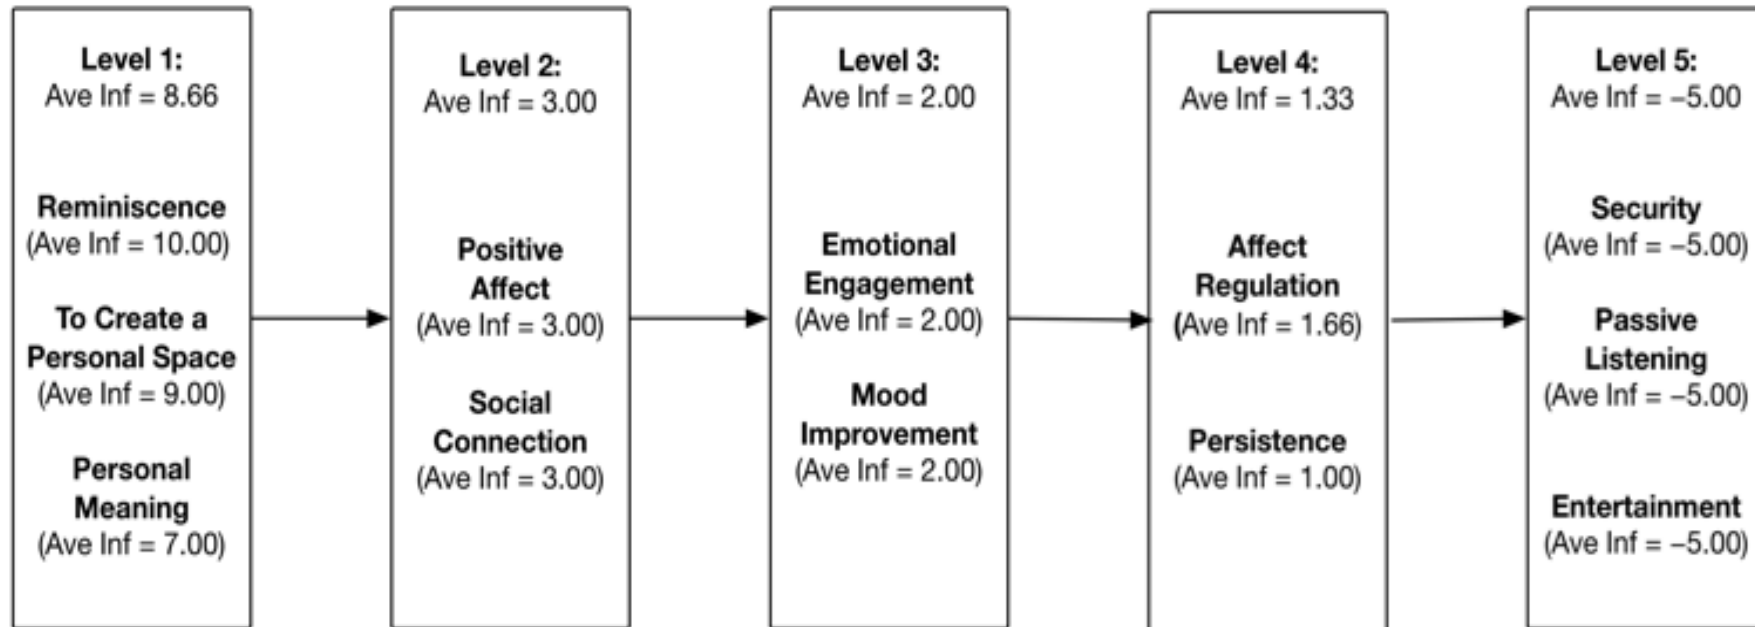 Level 1:
Ave Inf = 8.66
Reminiscence
(Ave Inf = 10.00)
To Create a
Personal Space
(Ave Inf = 9.00)
Personal
Meaning
(Ave Inf = 7.00)
Level 2:
Ave Inf = 3.00
Positive
Affect
(Ave Inf = 3.00)
Social
Connection
(Ave Inf = 3.00)
Level 3:
Ave Inf = 2.00
Emotional
Engagement
(Ave Inf = 2.00)
Mood
Improvement
(Ave Inf = 2.00)
Level 4:
Ave Inf = 1.33
Affect
Regulation
(Ave Inf = 1.66)
Persistence
(Ave Inf = 1.00)
Level 5:
Ave Inf = −5.00
Security
(Ave Inf = −5.00)
Passive
Listening
(Ave Inf = −5.00)
Entertainment
(Ave Inf = −5.00)